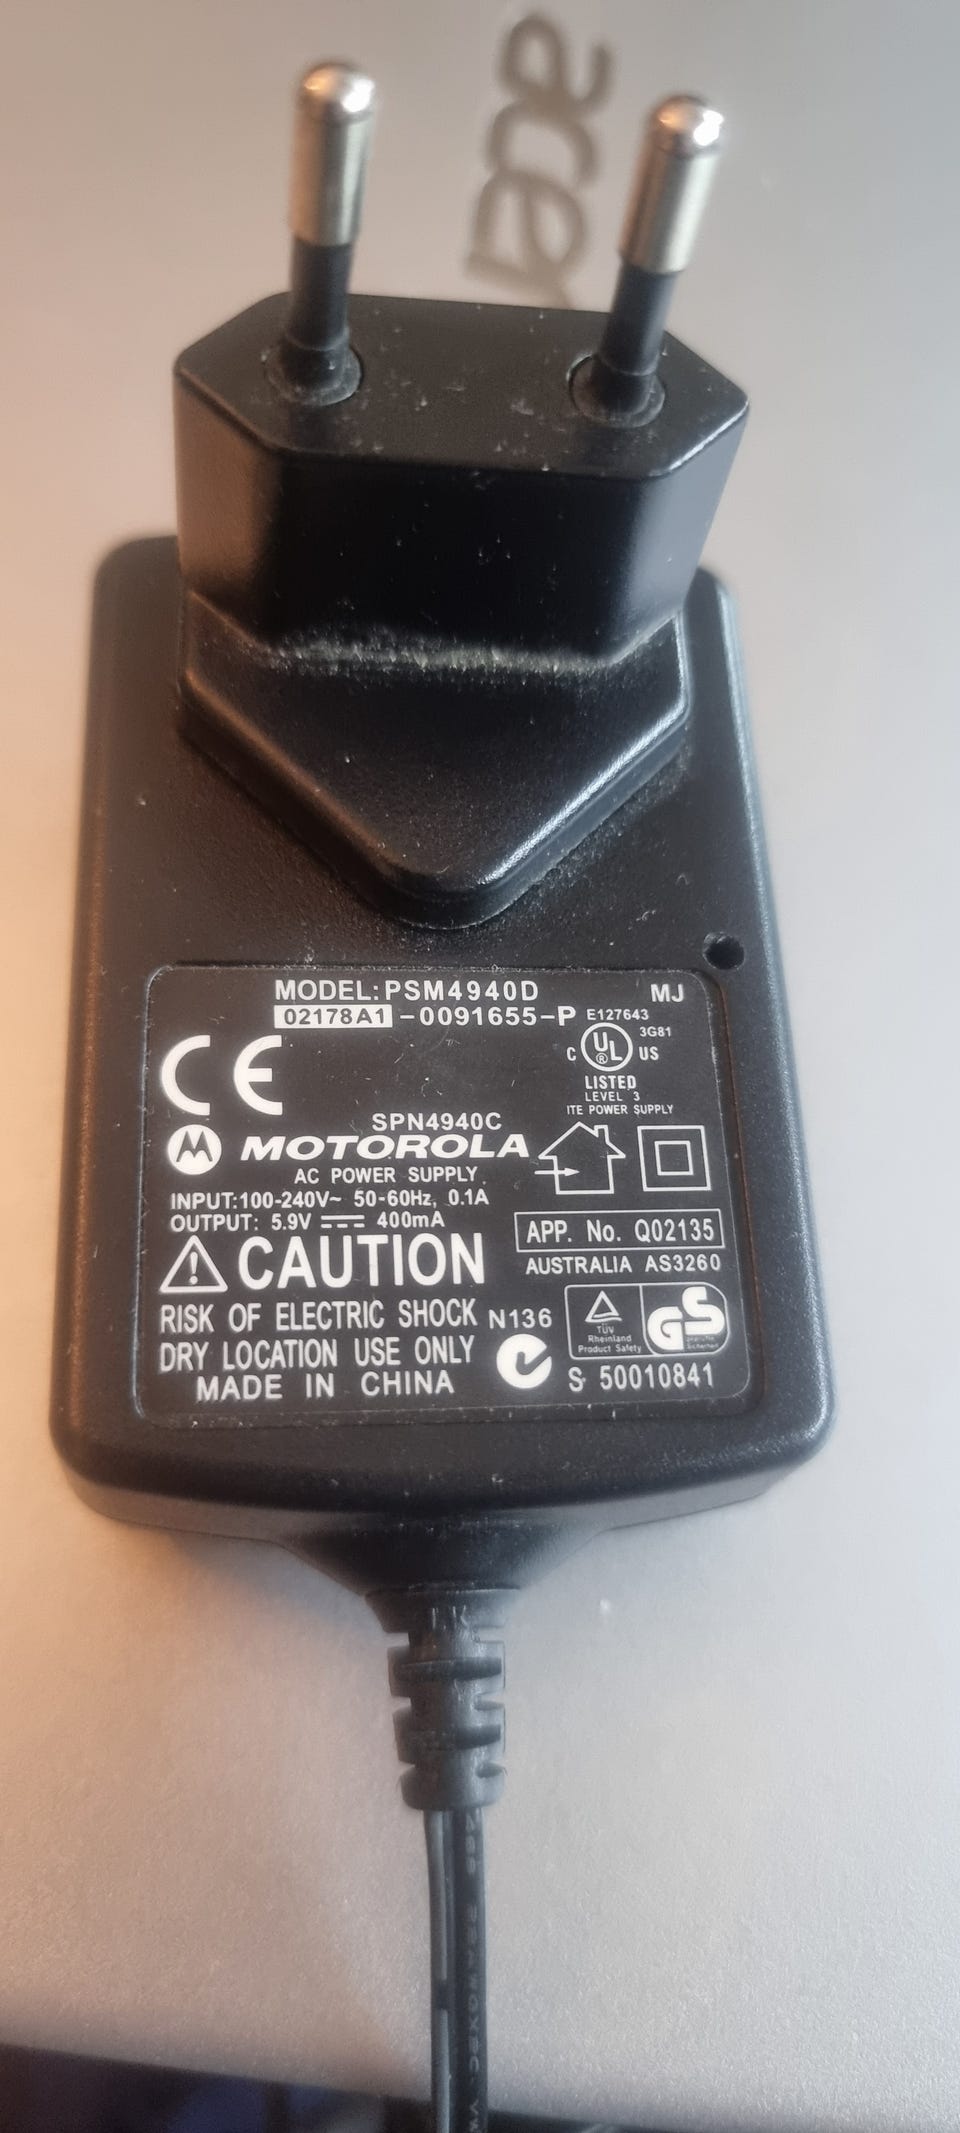 acer
MODEL: PSM4940D
MJ
02178A1 -0091655-P
E127643
3G81
C UL ® US
LISTED
LEVEL 3
ITE POWER SUPPLY
CE
SPN4940C
MOTOROLA
AC POWER SUPPLY
INPUT:100-240V~ 50-60Hz, 0.1A
OUTPUT: 5.9V 400mA
CAUTION
RISK OF ELECTRIC SHOCK
DRY LOCATION USE ONLY
MADE IN CHINA
APP. No. Q02135
AUSTRALIA AS3260
N136
TÜV
Rheinland
Product Safety
GS
geprüfte
Sicherheit
S 50010841